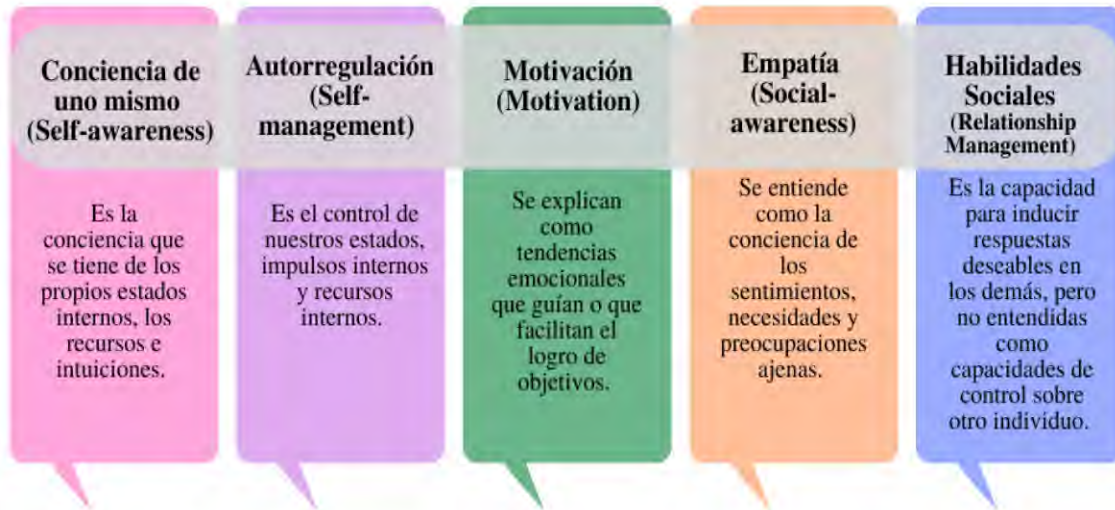 Conciencia de
uno mismo
(Self-awareness)
Es la
conciencia que
se tiene de los
propios estados
internos, los
recursos e
intuiciones.
Autorregulación
(Self-
management)
Es el control de
nuestros estados,
impulsos internos
y recursos
internos.
Motivación
(Motivation)
Se explican
como
tendencias
emocionales
que guían o que
facilitan el
logro de
objetivos.
Empatía
(Social-
awareness)
Se entiende
como la
conciencia de
los
sentimientos,
necesidades y
preocupaciones
ajenas.
Habilidades
Sociales
(Relationship
Management)
Es la capacidad
para inducir
respuestas
deseables en
los demás, pero
no entendidas
como
capacidades de
control sobre
otro individuo.